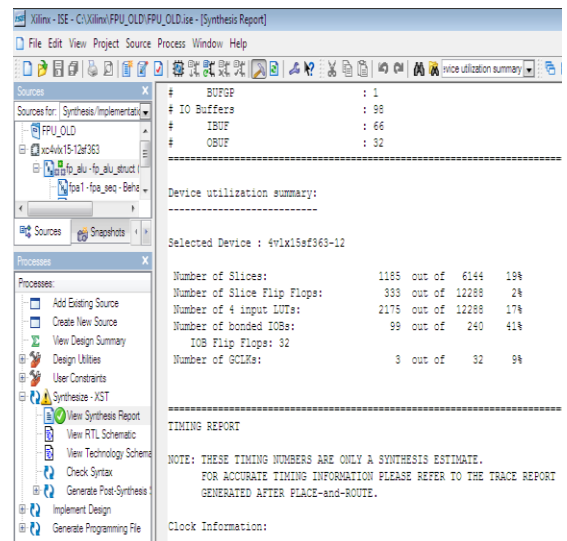 Xilinx - ISE - C:\Xilinx\FPU_OLD\FPU_OLD.ise - [Synthesis Report]
File Edit View Project Source Process Window Help
vice utilization summary
Sources
Sources for: Synthesis/Implementati
FPU_OLD
xc4vlx15-12sf363
fp_alu - fp_alu_struct (
fpa1 - fpa_seq - Beha
Sources
Snapshots
Processes
Processes:
Add Existing Source
Create New Source
View Design Summary
Design Utilities
User Constraints
Synthesize - XST
View Synthesis Report
View RTL Schematic
View Technology Schema
Check Syntax
Generate Post-Synthesis S
Implement Design
Generate Programming File
# BUFGP : 1
# IO Buffers : 98
# IBUF : 66
# OBUF : 32
=========================================================
Device utilization summary:
---------------------------
Selected Device : 4vlx15sf363-12
Number of Slices: 1185 out of 6144 19%
Number of Slice Flip Flops: 333 out of 12288 2%
Number of 4 input LUTs: 2175 out of 12288 17%
Number of bonded IOBs: 99 out of 240 41%
IOB Flip Flops: 32
Number of GCLKs: 3 out of 32 9%
=========================================================
TIMING REPORT
NOTE: THESE TIMING NUMBERS ARE ONLY A SYNTHESIS ESTIMATE.
FOR ACCURATE TIMING INFORMATION PLEASE REFER TO THE TRACE REPORT
GENERATED AFTER PLACE-and-ROUTE.
Clock Information: